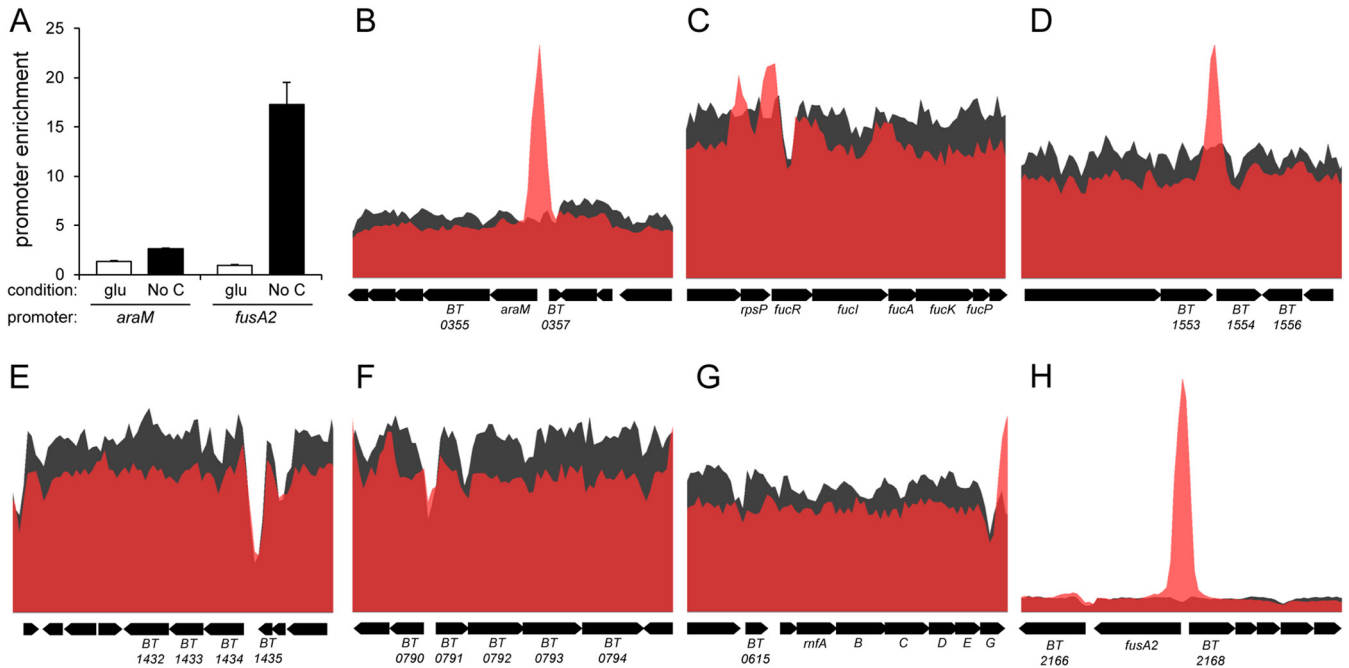 A
promoter enrichment
25
20
15
10
5
0
condition: glu No C glu No C
promoter: araM fusA2
B
BT 0355 araM BT 0357
C
rpsP fucR fucI fucA fucK fucP
D
BT 1553 BT 1554 BT 1556
E
BT 1432 BT 1433 BT 1434 BT 1435
F
BT 0790 BT 0791 BT 0792 BT 0793 BT 0794
G
BT 0615 rnfA B C D E G
H
BT 2166 fusA2 BT 2168